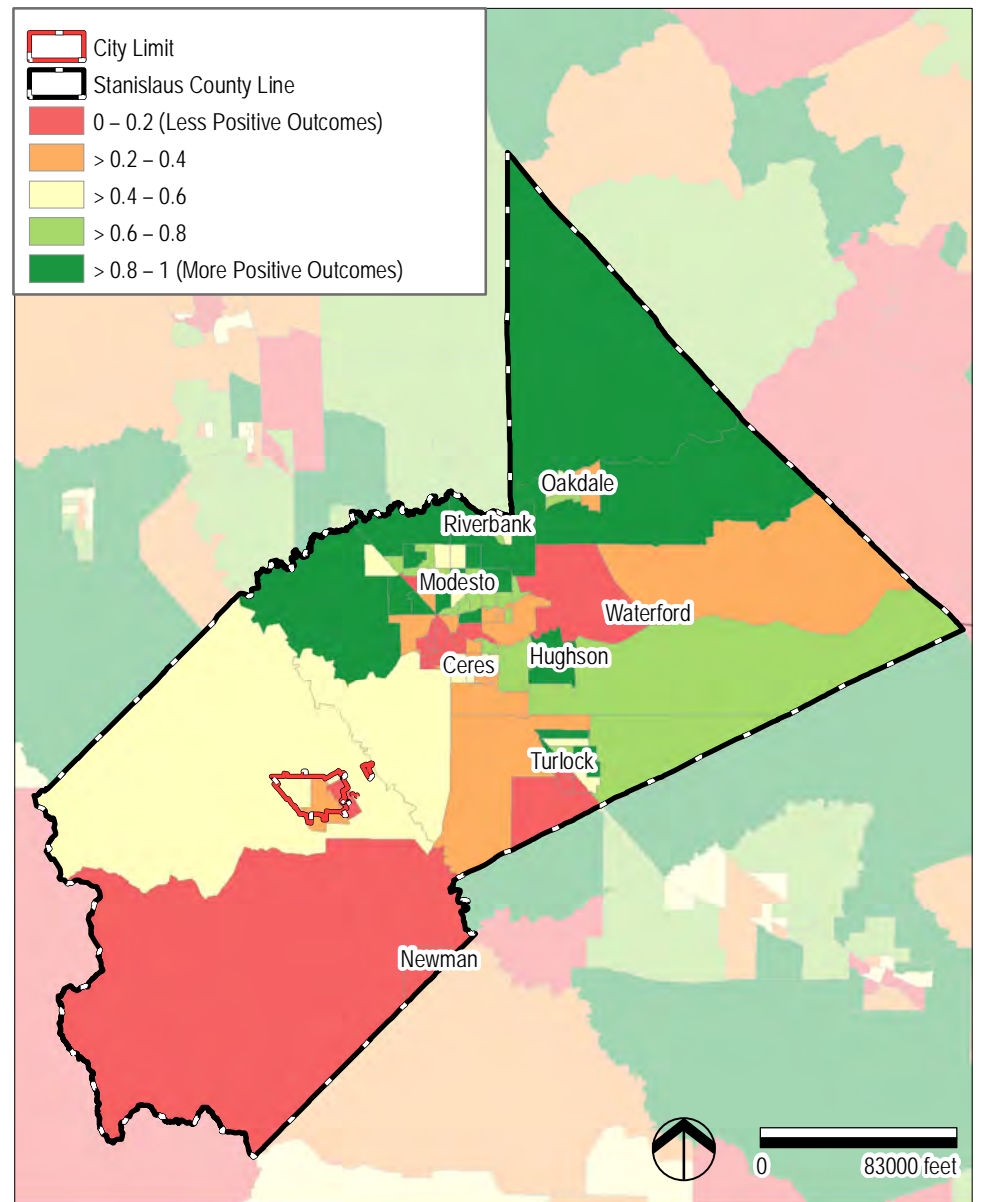 City Limit
Stanislaus County Line
0 – 0.2 (Less Positive Outcomes)
> 0.2 – 0.4
> 0.4 – 0.6
> 0.6 – 0.8
> 0.8 – 1 (More Positive Outcomes)
Oakdale
Riverbank
Modesto
Waterford
Ceres
Hughson
Turlock
Newman
0
83000 feet